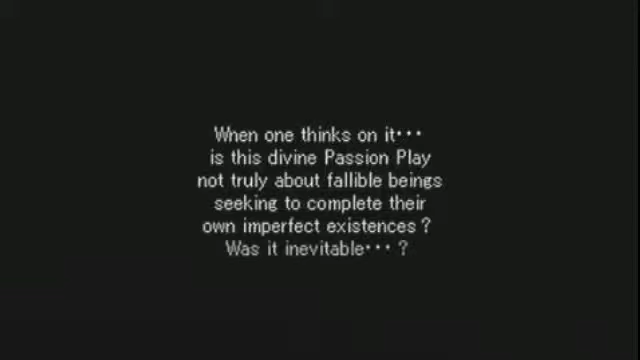 When one thinks on it・・・
is this divine Passion Play
not truly about fallible beings
seeking to complete their
own imperfect existences？
Was it inevitable・・・？